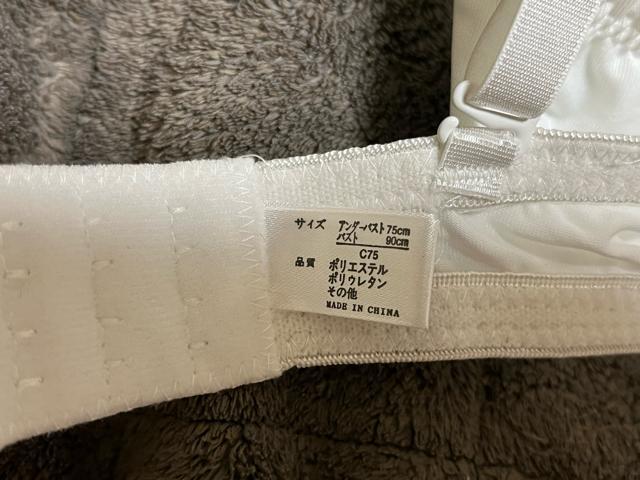 サイズ アンダーバスト75cm
バスト 90cm
C75
品質 ポリエステル
ポリウレタン
その他
MADE IN CHINA